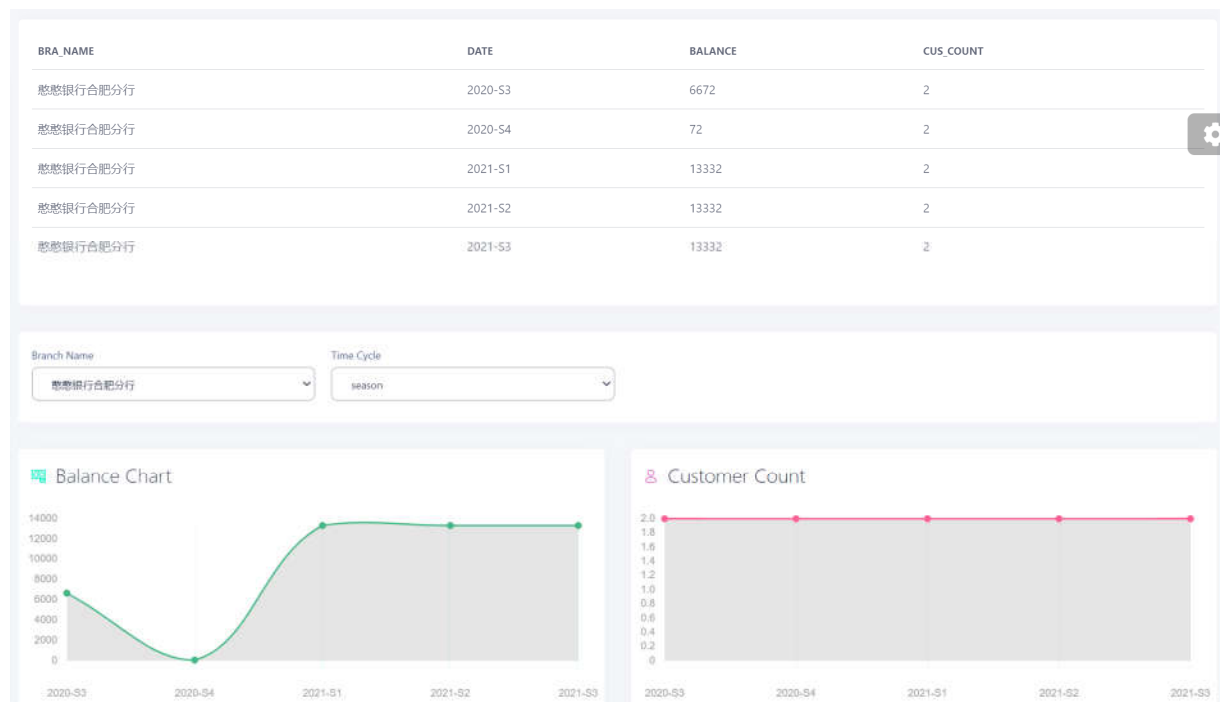 BRA_NAME DATE BALANCE CUS_COUNT
憨憨银行合肥分行 2020-S3 6672 2
憨憨银行合肥分行 2020-S4 72 2
憨憨银行合肥分行 2021-S1 13332 2
憨憨银行合肥分行 2021-S2 13332 2
憨憨银行合肥分行 2021-S3 13332 2
Branch Name Time Cycle
憨憨银行合肥分行 season
Balance Chart
14000
12000
10000
8000
6000
4000
2000
0
2020-S3 2020-S4 2021-S1 2021-S2 2021-S3
Customer Count
2.0
1.8
1.6
1.4
1.2
1.0
0.8
0.6
0.4
0.2
0
2020-S3 2020-S4 2021-S1 2021-S2 2021-S3